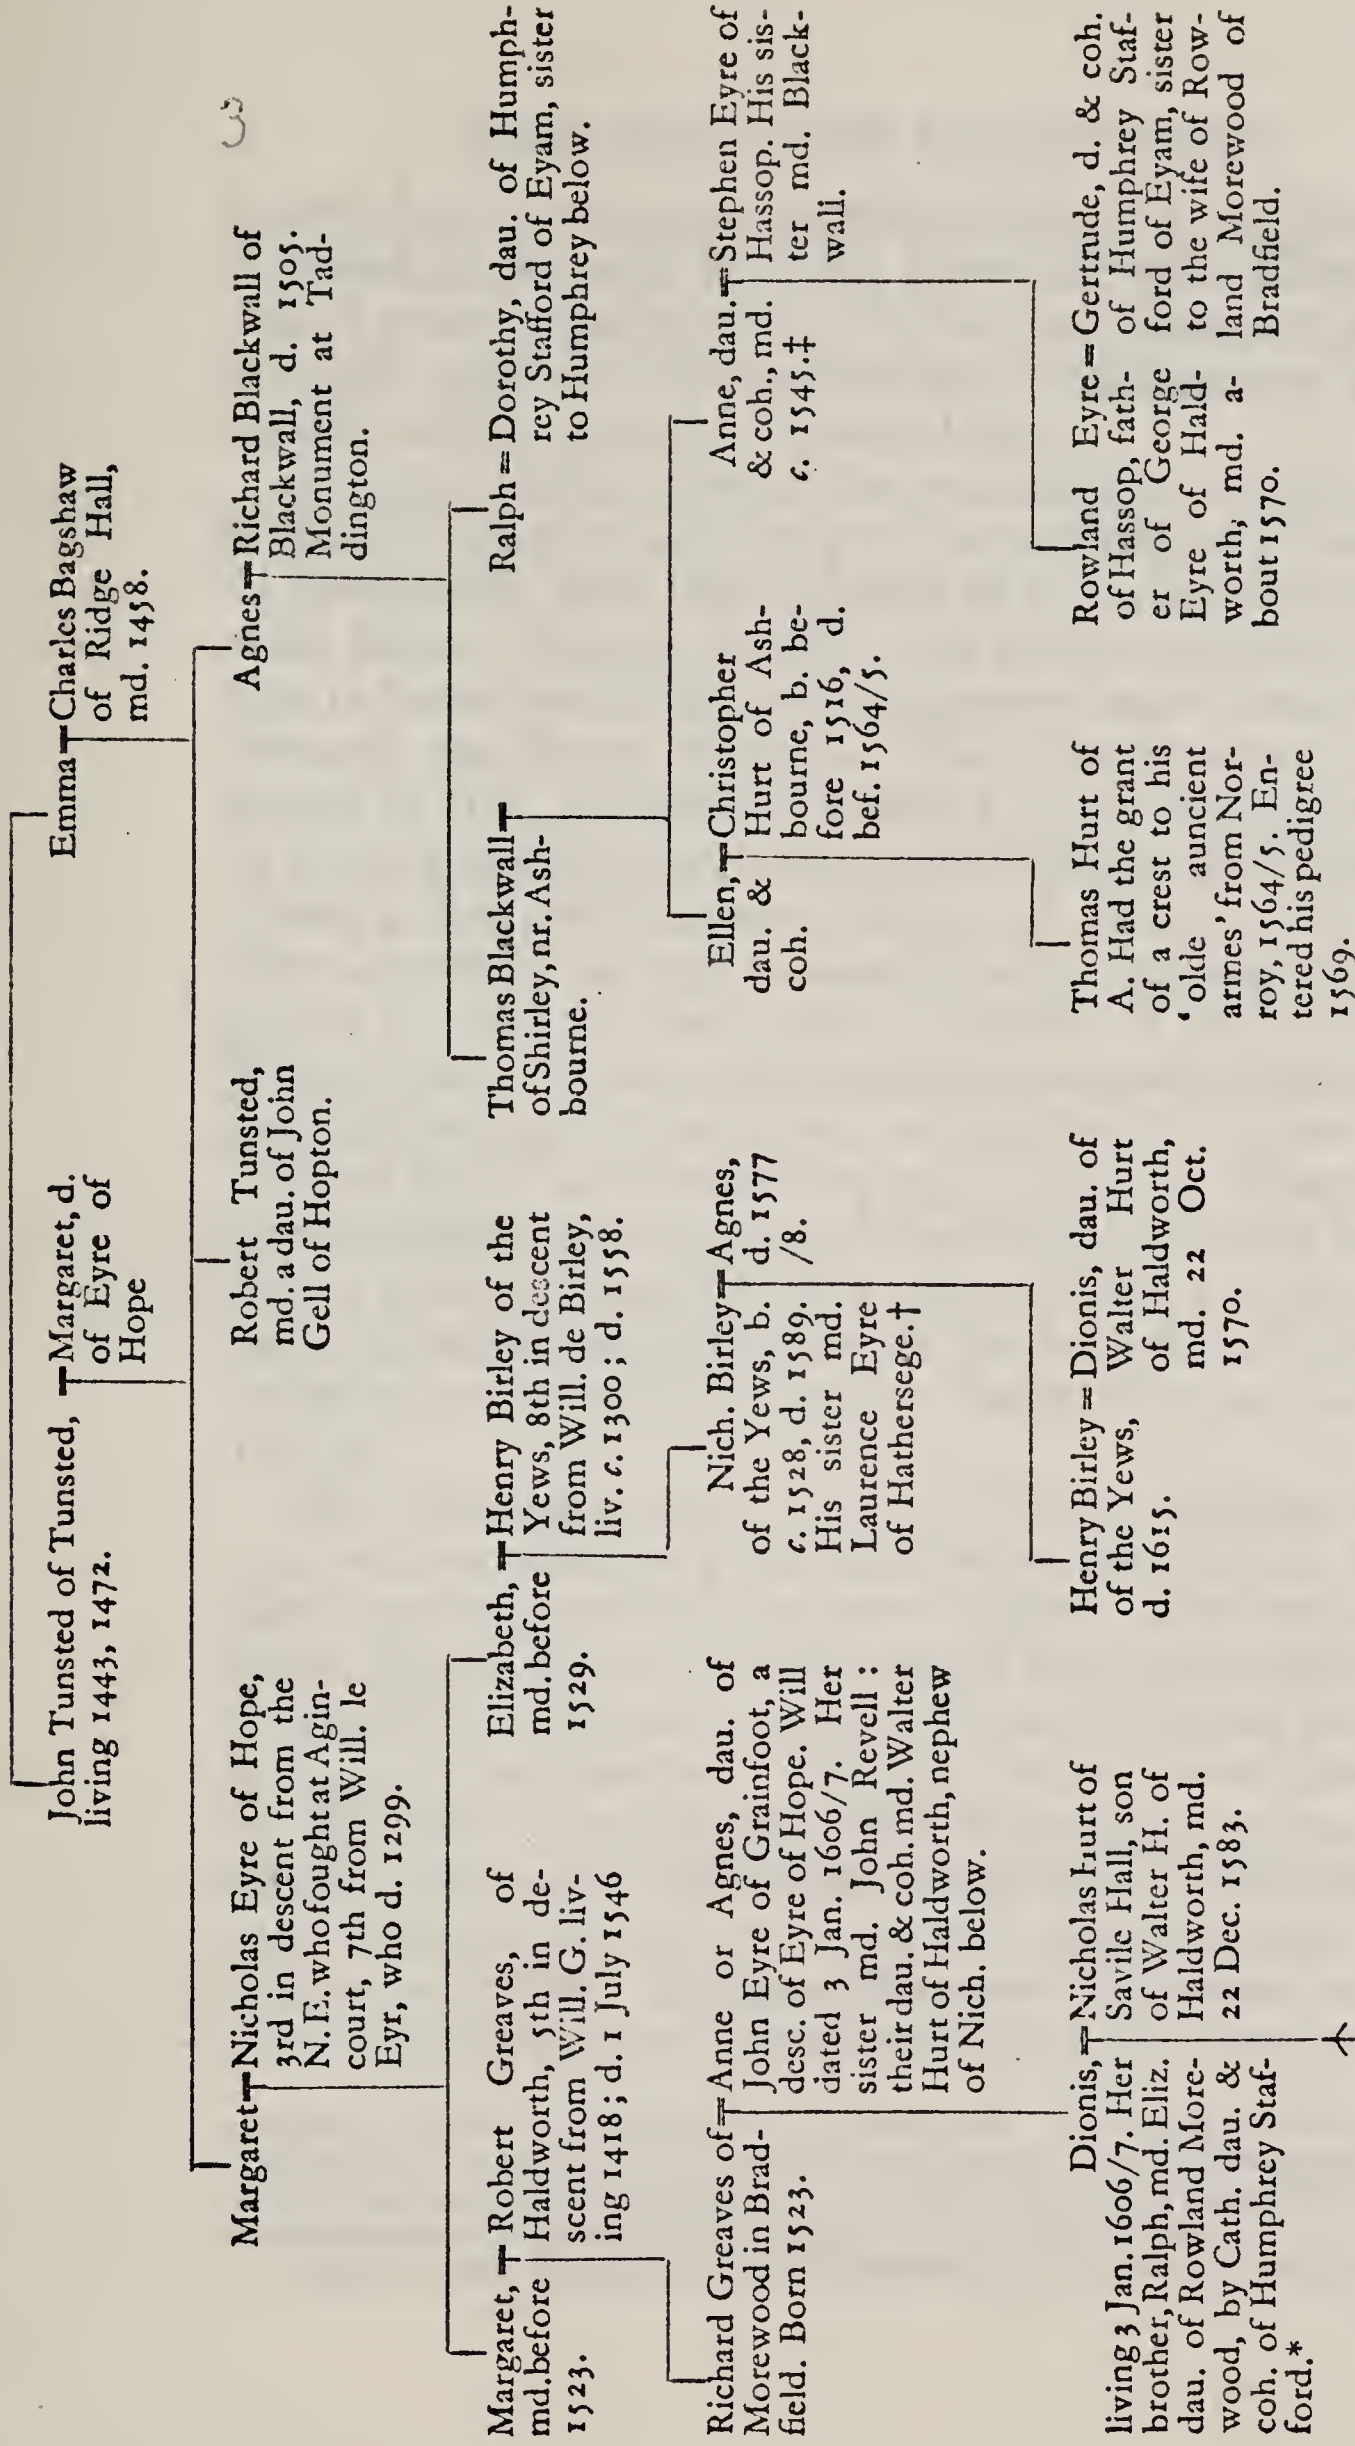 3
John Tunsted of Tunsted,
living 1443, 1472.
Margaret, d.
of Eyre of
Hope
Emma
Charles Bagshaw
of Ridge Hall,
md. 1458.
Margaret
Nicholas Eyre of Hope,
3rd in descent from the
N. E. who fought at Agin-
court, 7th from Will. le
Eyr, who d. 1299.
Robert Tunsted,
md. a dau. of John
Gell of Hopton.
Agnes
Richard Blackwall of
Blackwall, d. 1505.
Monument at Tad-
dington.
Margaret,
md. before
1523.
Robert Greaves, of
Haldworth, 5th in de-
scent from Will. G. liv-
ing 1418; d. 1 July 1546
Elizabeth,
md. before
1529.
Henry Birley of the
Yews, 8th in descent
from Will. de Birley,
liv. c. 1300; d. 1558.
Thomas Blackwall
of Shirley, nr. Ash-
bourne.
Ralph = Dorothy, dau. of Humph-
rey Stafford of Eyam, sister
to Humphrey below.
Richard Greaves of
Morewood in Brad-
field. Born 1523.
Anne or Agnes, dau. of
John Eyre of Grainfoot, a
desc. of Eyre of Hope. Will
dated 3 Jan. 1606/7. Her
sister md. John Revell :
their dau. & coh. md. Walter
Hurt of Haldworth, nephew
of Nich. below.
Nich. Birley
of the Yews, b.
c. 1528, d. 1589.
His sister md.
Laurence Eyre
of Hathersege.†
Agnes,
d. 1577
/8.
Ellen,
dau. &
coh.
Christopher
Hurt of Ash-
bourne, b. be-
fore 1516, d.
bef. 1564/5.
Anne, dau.
& coh., md.
c. 1545.‡
Stephen Eyre of
Hassop. His sis-
ter md. Black-
wall.
Dionis,
living 3 Jan. 1606/7. Her
brother, Ralph, md. Eliz.
dau. of Rowland More-
wood, by Cath. dau. &
coh. of Humphrey Staf-
ford.*
Nicholas Hurt of
Savile Hall, son
of Walter H. of
Haldworth, md.
22 Dec. 1583.
Henry Birley = Dionis, dau. of
of the Yews,
d. 1615.
Walter Hurt
of Haldworth,
md. 22 Oct.
1570.
Thomas Hurt of
A. Had the grant
of a crest to his
‘olde auncient
armes’ from Nor-
roy, 1564/5. En-
tered his pedigree
1569.
Rowland Eyre = Gertrude, d. & coh.
of Hassop, fath-
er of George
Eyre of Hald-
worth, md. a-
bout 1570.
of Humphrey Staf-
ford of Eyam, sister
to the wife of Row-
land Morewood of
Bradfield.